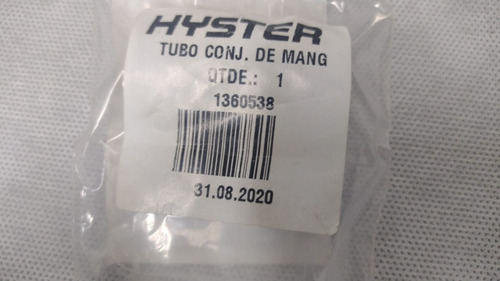 HYSTER
TUBO CONJ. DE MANG
QTDE.: 1
1360538
31.08.2020